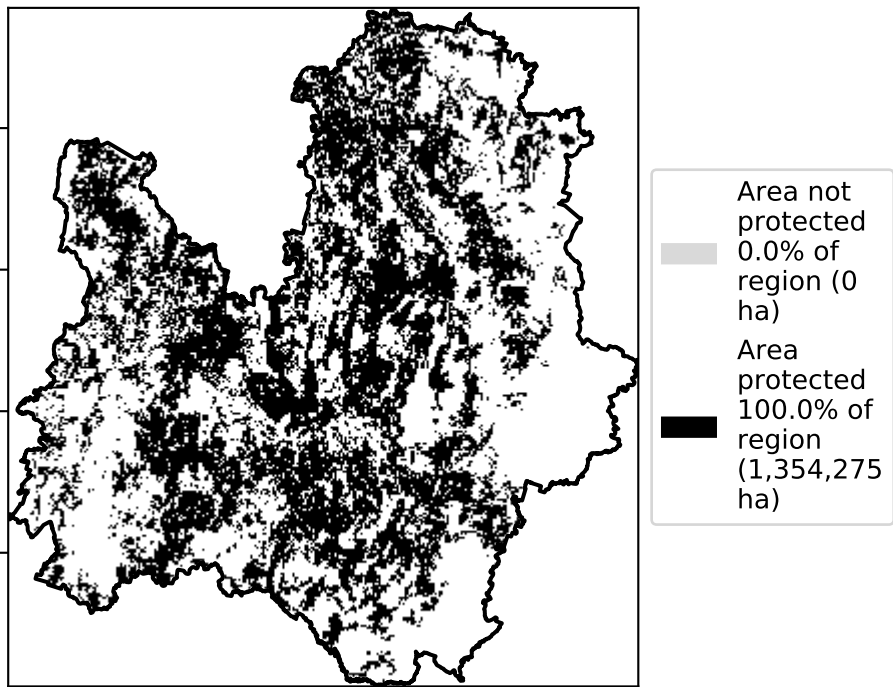 Area not
protected
0.0% of
region (0
ha)
Area
protected
100.0% of
region
(1,354,275
ha)